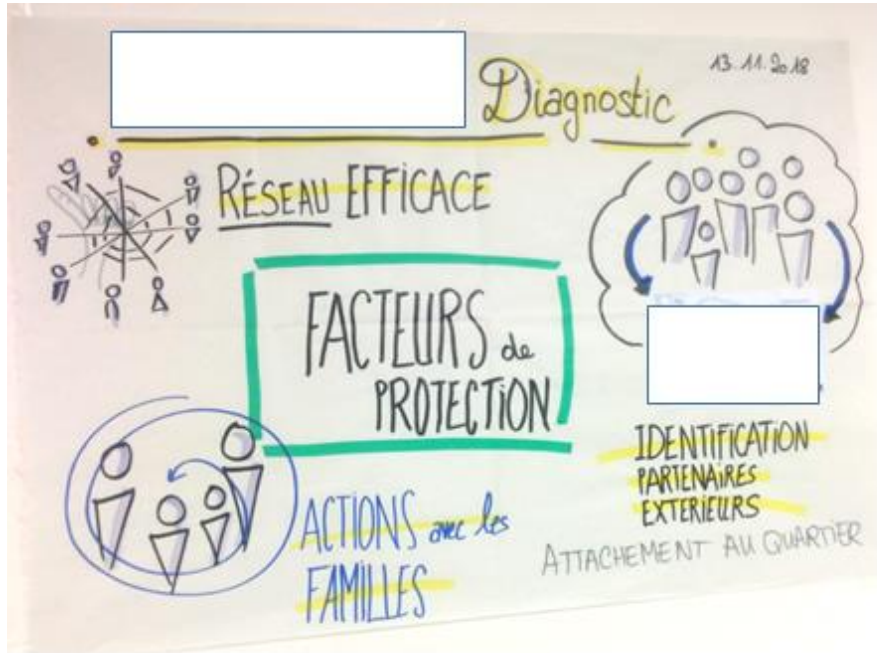 Diagnostic
13.11.2018
RÉSEAU EFFICACE
FACTEURS de
PROTECTION
IDENTIFICATION
PARTENAIRES
EXTERIEURS
ATTACHEMENT AU QUARTIER
ACTIONS avec les
FAMILLES